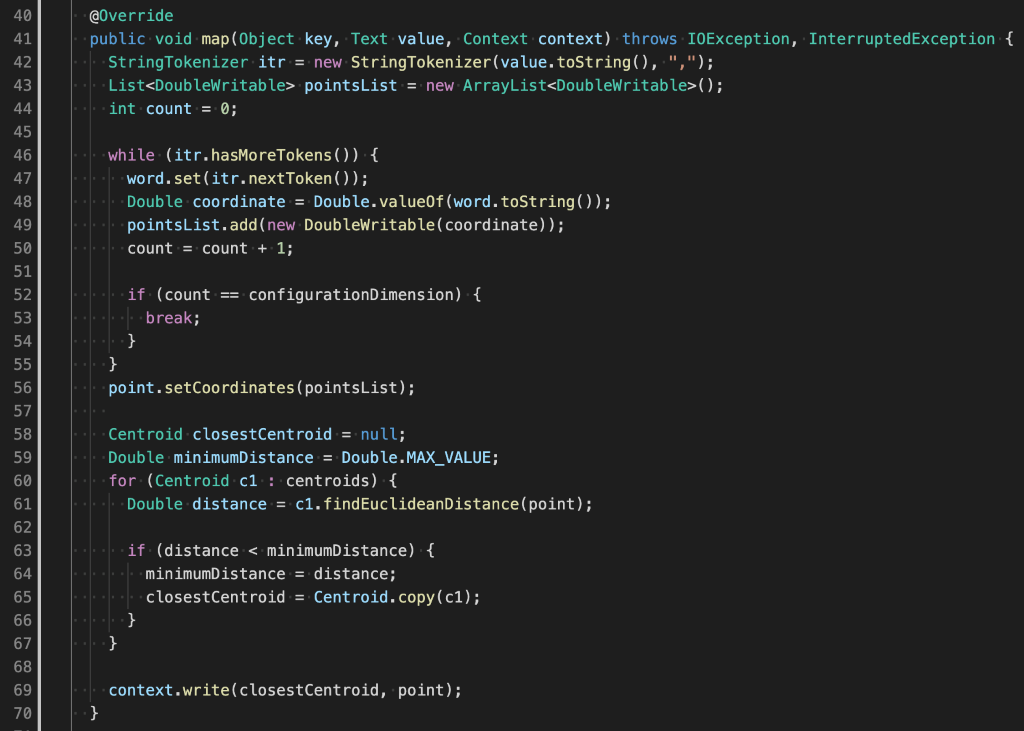 40 @Override
41 public void map(Object key, Text value, Context context) throws IOException, InterruptedException {
42 StringTokenizer itr = new StringTokenizer(value.toString(), ",");
43 List<DoubleWritable> pointsList = new ArrayList<DoubleWritable>();
44 int count = 0;
45
46 while (itr.hasMoreTokens()) {
47 word.set(itr.nextToken());
48 Double coordinate = Double.valueOf(word.toString());
49 pointsList.add(new DoubleWritable(coordinate));
50 count = count + 1;
51
52 if (count == configurationDimension) {
53 break;
54 }
55 }
56 point.setCoordinates(pointsList);
57
58 Centroid closestCentroid = null;
59 Double minimumDistance = Double.MAX_VALUE;
60 for (Centroid c1 : centroids) {
61 Double distance = c1.findEuclideanDistance(point);
62
63 if (distance < minimumDistance) {
64 minimumDistance = distance;
65 closestCentroid = Centroid.copy(c1);
66 }
67 }
68
69 context.write(closestCentroid, point);
70 }